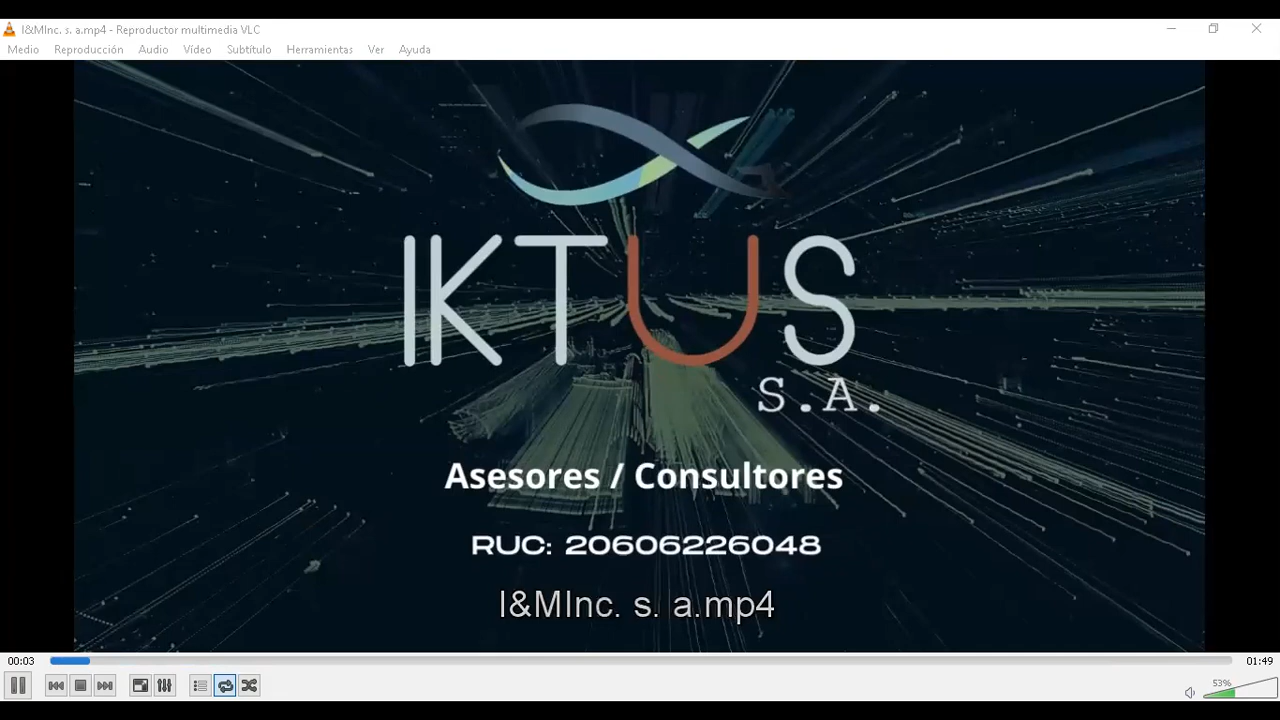 I&MInc. s. a.mp4 - Reproductor multimedia VLC
Medio Reproducción Audio Vídeo Subtítulo Herramientas Ver Ayuda
IKTUS
S.A.
Asesores / Consultores
RUC: 20606226048
I&MInc. s. a.mp4
00:03 01:49
53%